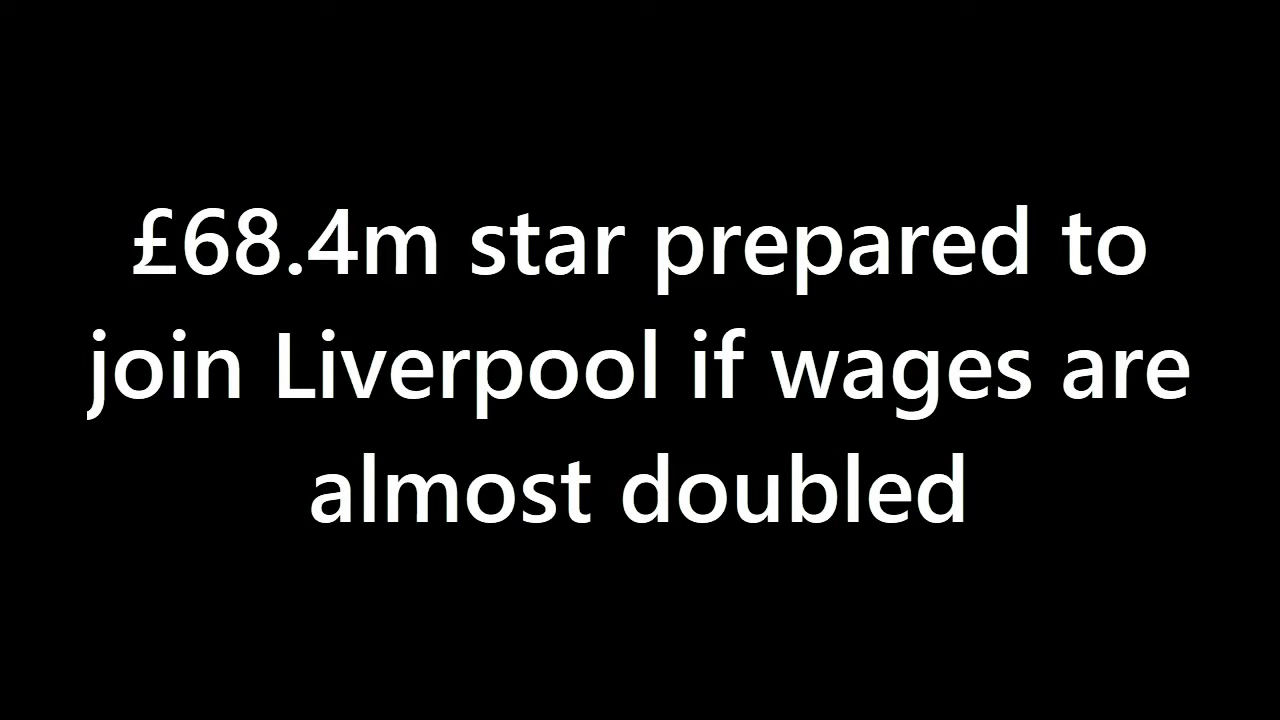 £68.4m star prepared to
join Liverpool if wages are
almost doubled